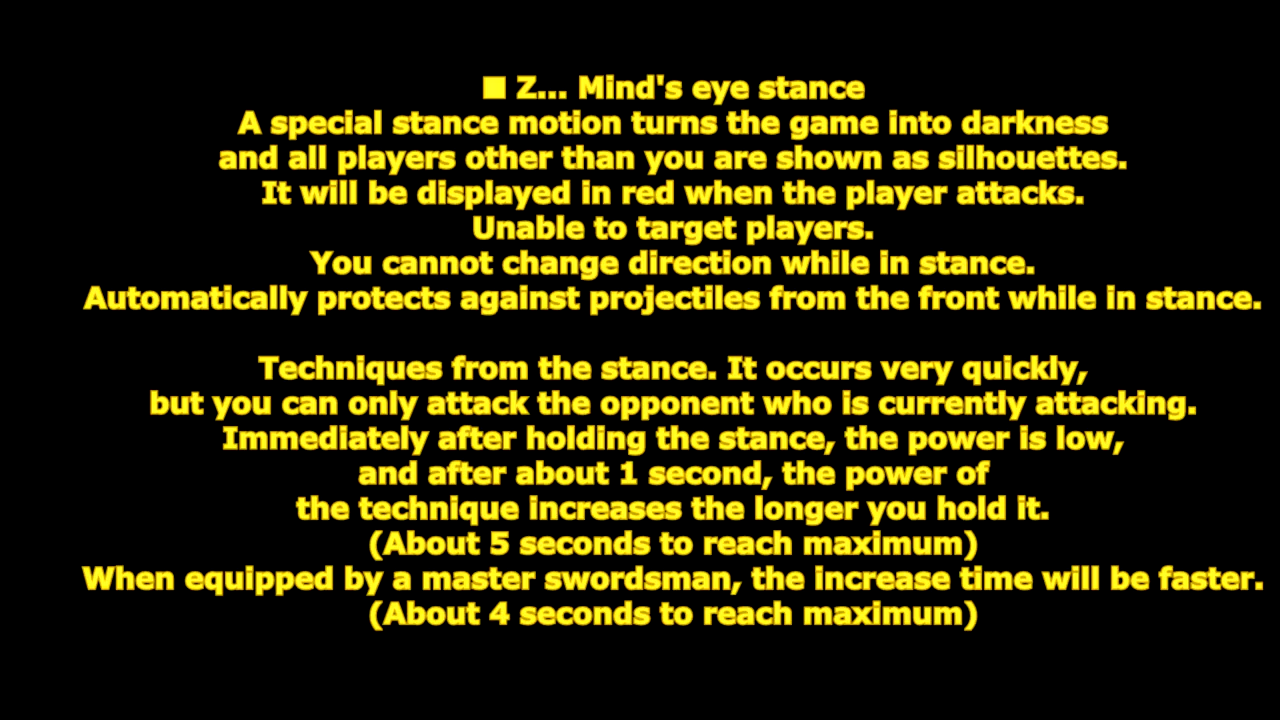 ■ Z... Mind's eye stance
A special stance motion turns the game into darkness
and all players other than you are shown as silhouettes.
It will be displayed in red when the player attacks.
Unable to target players.
You cannot change direction while in stance.
Automatically protects against projectiles from the front while in stance.
Techniques from the stance. It occurs very quickly,
but you can only attack the opponent who is currently attacking.
Immediately after holding the stance, the power is low,
and after about 1 second, the power of
the technique increases the longer you hold it.
(About 5 seconds to reach maximum)
When equipped by a master swordsman, the increase time will be faster.
(About 4 seconds to reach maximum)